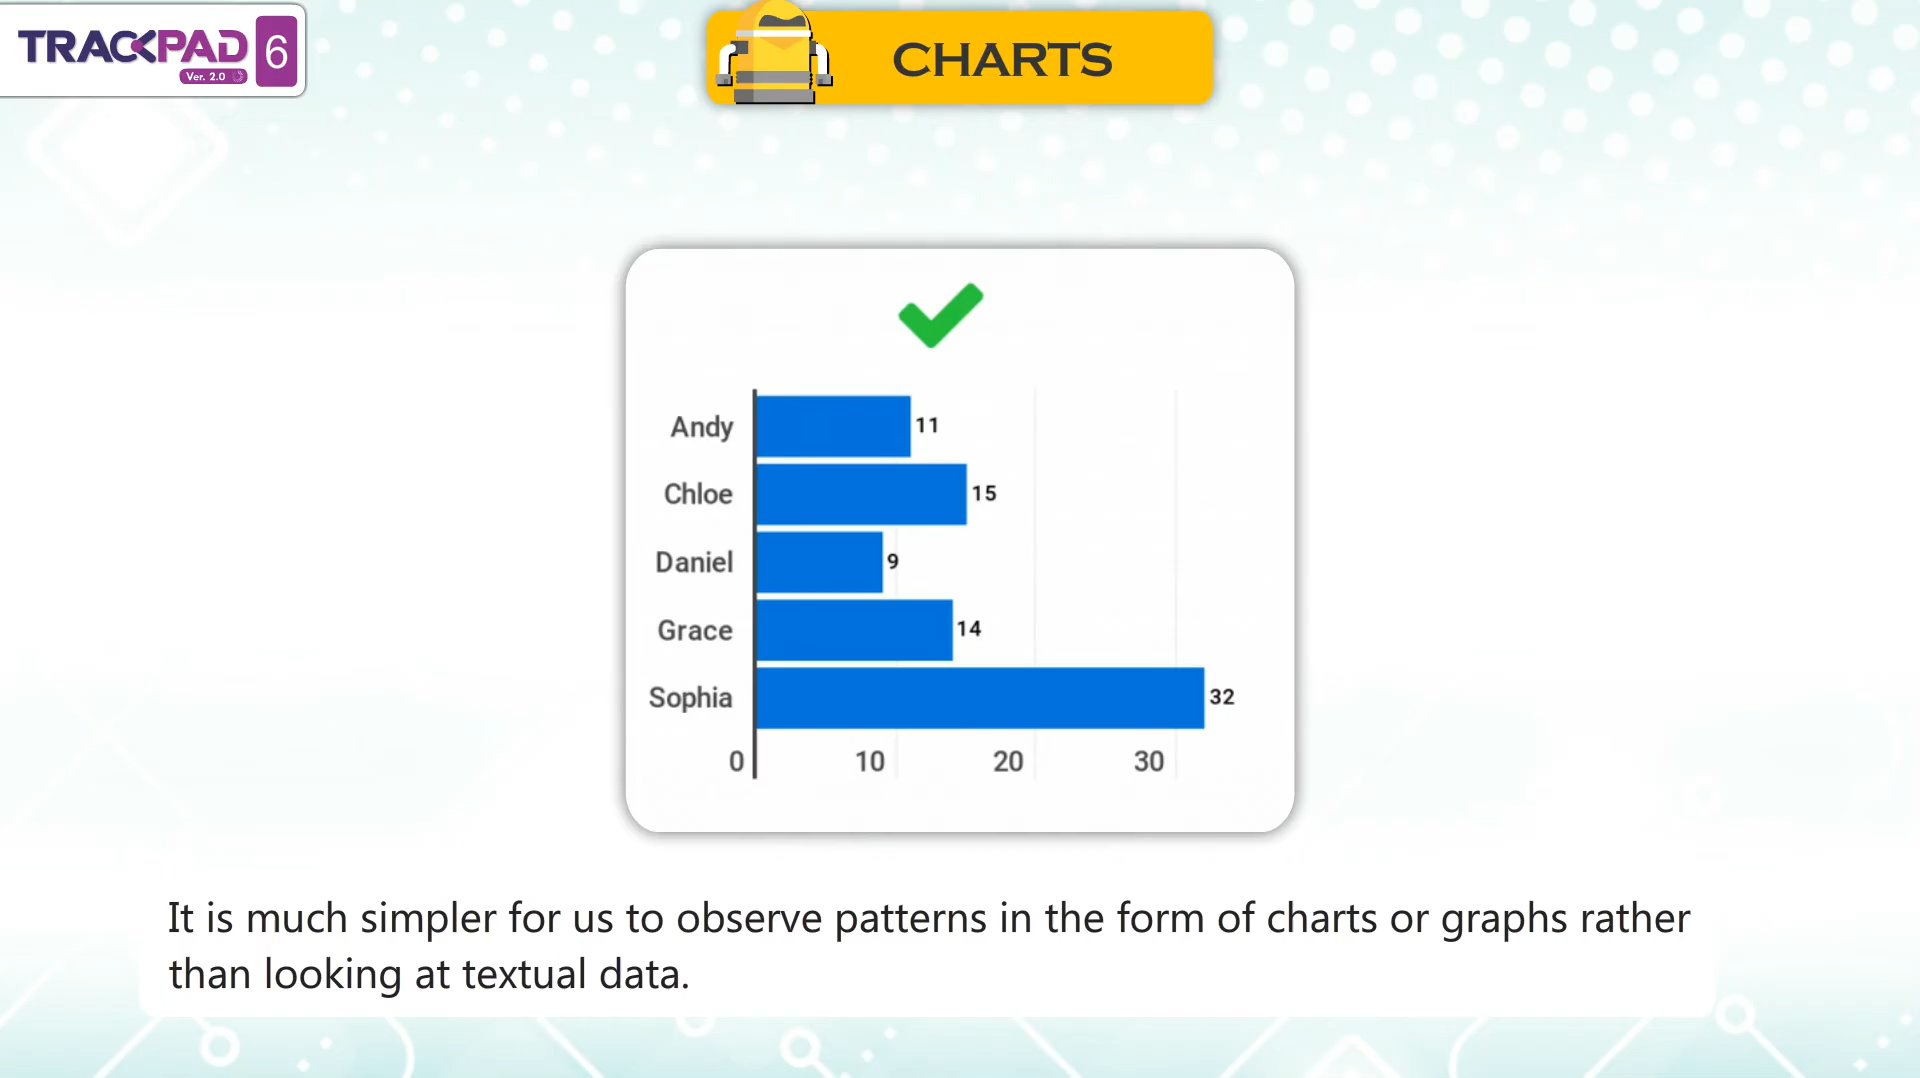 TRACKPAD 6
Ver. 2.0
CHARTS
Andy 11
Chloe 15
Daniel 9
Grace 14
Sophia 32
0 10 20 30
It is much simpler for us to observe patterns in the form of charts or graphs rather
than looking at textual data.